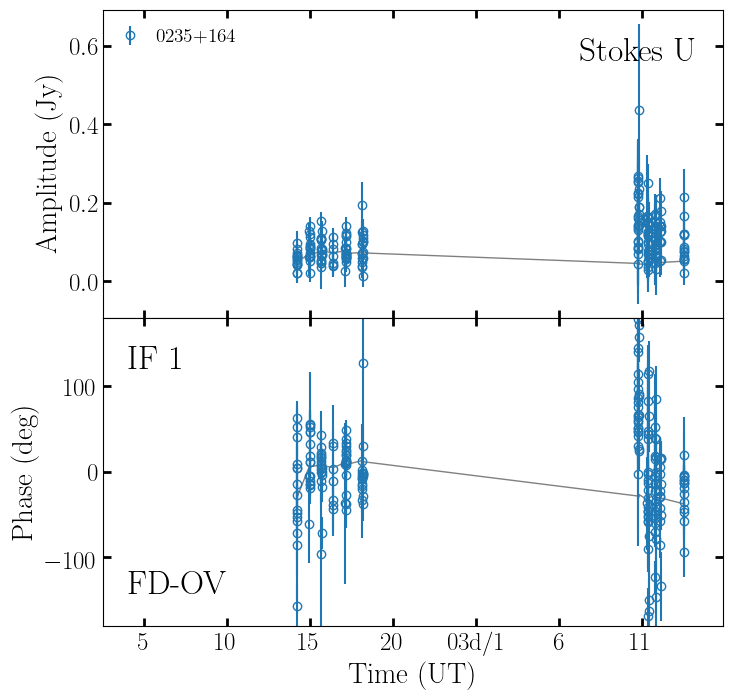 0235+164
Stokes U
0.6
0.4
0.2
0.0
Amplitude (Jy)
IF 1
100
0
−100
Phase (deg)
FD-OV
5 10 15 20 03d/1 6 11
Time (UT)